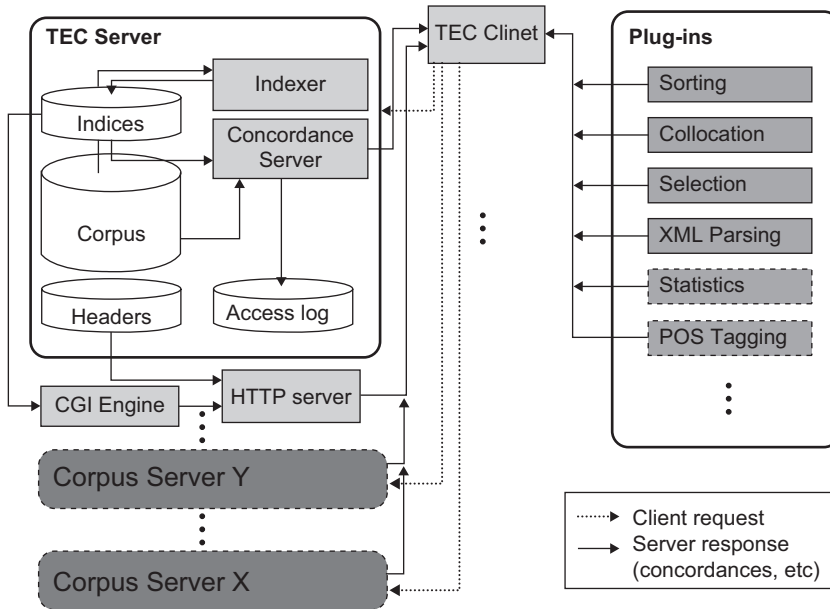 TEC Server
Indexer
Indices
Concordance
Server
Corpus
Headers
Access log
CGI Engine
HTTP server
Corpus Server Y
Corpus Server X
TEC Clinet
Plug-ins
Sorting
Collocation
Selection
XML Parsing
Statistics
POS Tagging
Client request
Server response
(concordances, etc)